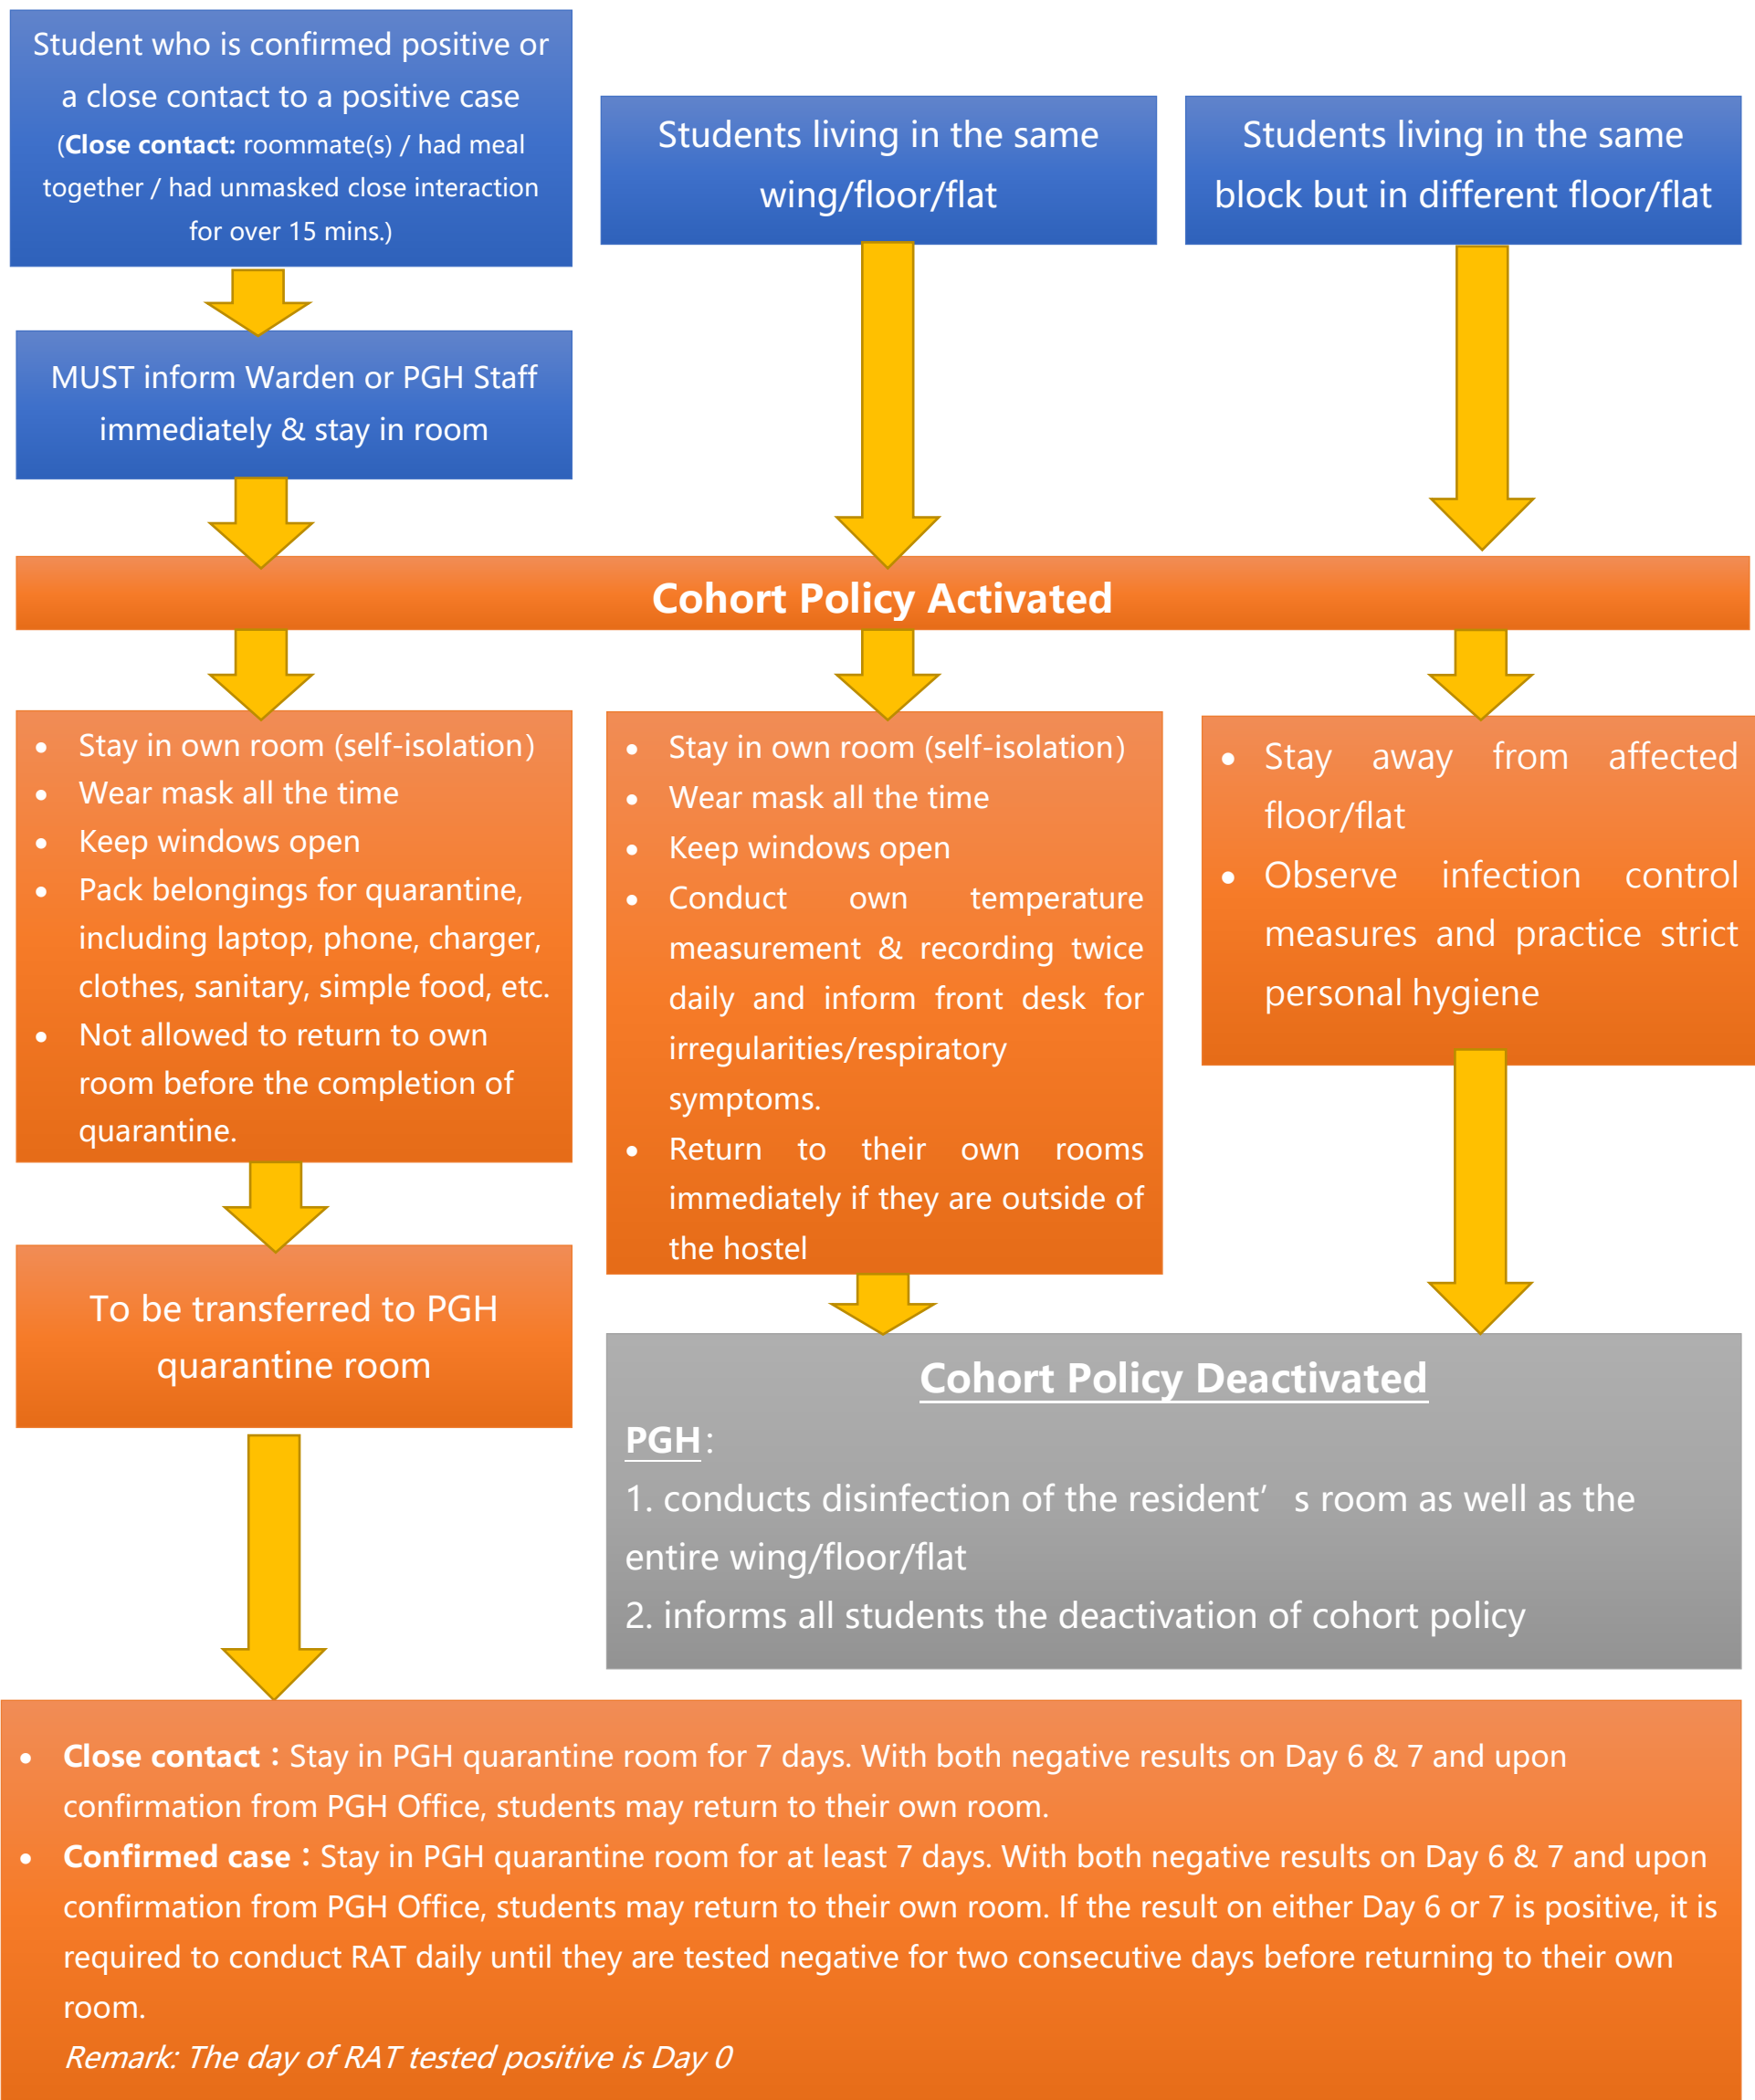 Student who is confirmed positive or
a close contact to a positive case
(Close contact: roommate(s) / had meal
together / had unmasked close interaction
for over 15 mins.)
Students living in the same
wing/floor/flat
Students living in the same
block but in different floor/flat
MUST inform Warden or PGH Staff
immediately & stay in room
Cohort Policy Activated
• Stay in own room (self-isolation)
• Wear mask all the time
• Keep windows open
• Pack belongings for quarantine,
including laptop, phone, charger,
clothes, sanitary, simple food, etc.
• Not allowed to return to own
room before the completion of
quarantine.
• Stay in own room (self-isolation)
• Wear mask all the time
• Keep windows open
• Conduct own temperature
measurement & recording twice
daily and inform front desk for
irregularities/respiratory
symptoms.
• Return to their own rooms
immediately if they are outside of
the hostel
• Stay away from affected
floor/flat
• Observe infection control
measures and practice strict
personal hygiene
To be transferred to PGH
quarantine room
Cohort Policy Deactivated
PGH:
1. conducts disinfection of the resident’s room as well as the
entire wing/floor/flat
2. informs all students the deactivation of cohort policy
• Close contact：Stay in PGH quarantine room for 7 days. With both negative results on Day 6 & 7 and upon
confirmation from PGH Office, students may return to their own room.
• Confirmed case：Stay in PGH quarantine room for at least 7 days. With both negative results on Day 6 & 7 and upon
confirmation from PGH Office, students may return to their own room. If the result on either Day 6 or 7 is positive, it is
required to conduct RAT daily until they are tested negative for two consecutive days before returning to their own
room.
Remark: The day of RAT tested positive is Day 0